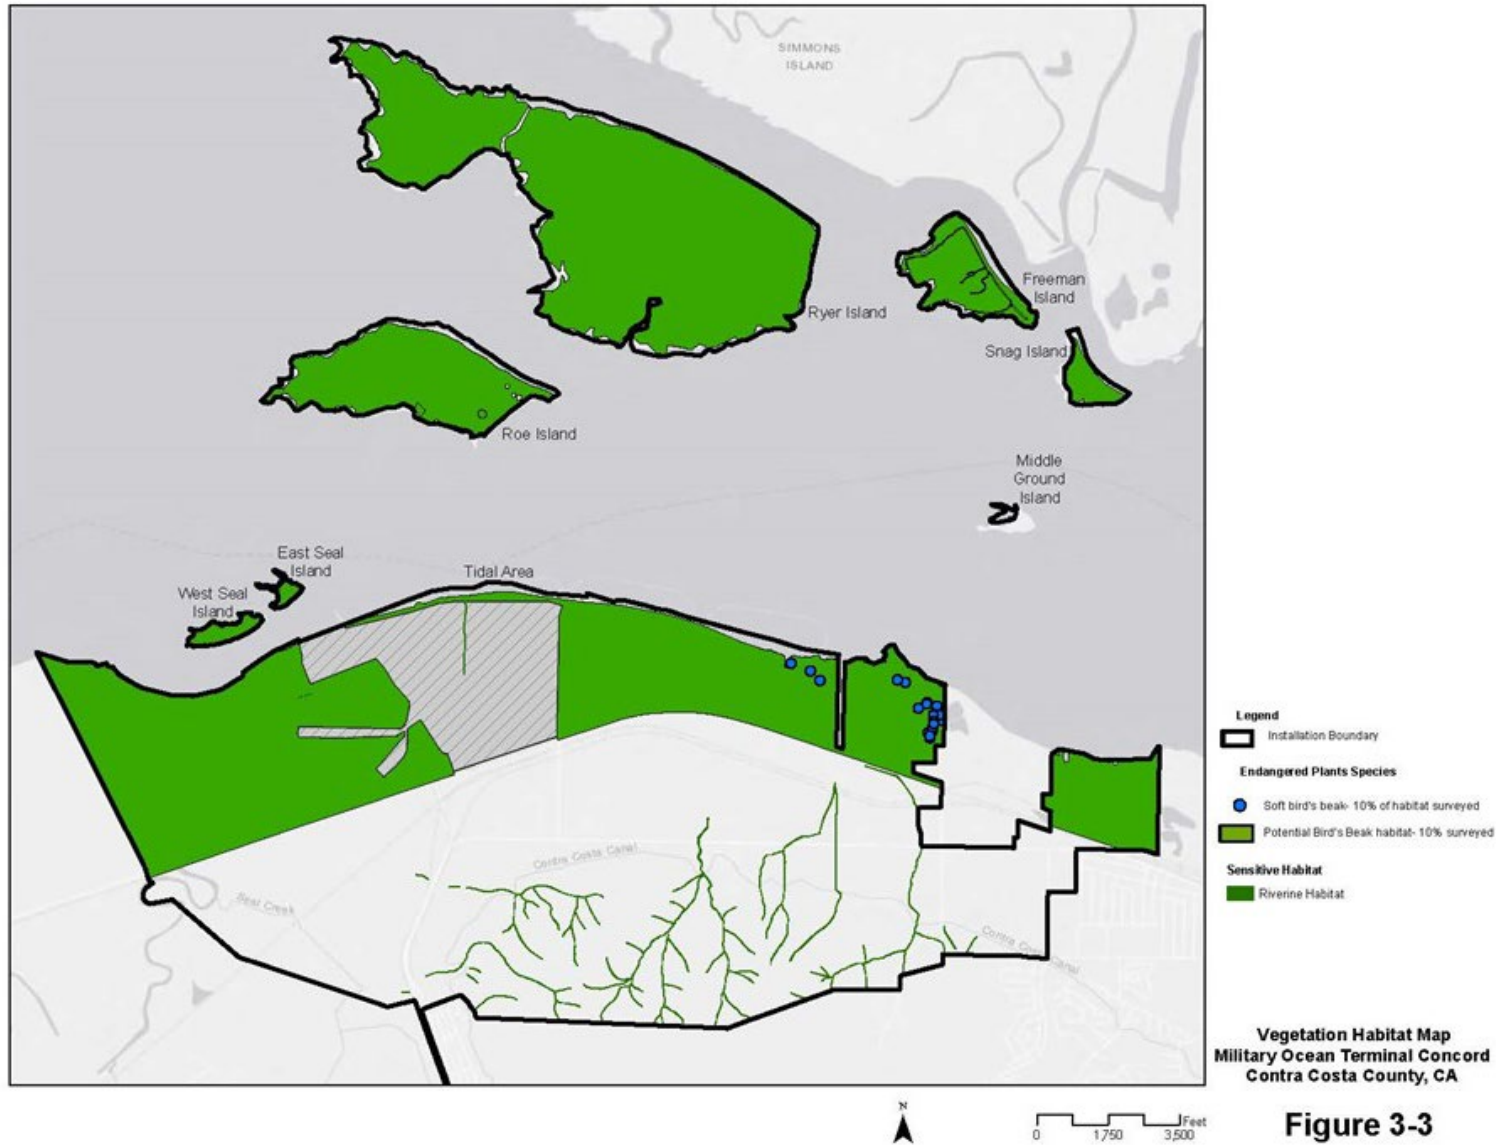 SIMMONS
ISLAND
Freeman
Island
Ryer Island
Snag Island
Roe Island
Middle
Ground
Island
East Seal
Island
Tidal Area
West Seal
Island
Contra Costa Canal
Seal Creek
Contra Costa Canal
Legend
Installation Boundary
Endangered Plants Species
Soft bird's beak- 10% of habitat surveyed
Potential Bird's Beak habitat- 10% surveyed
Sensitive Habitat
Riverine Habitat
Vegetation Habitat Map
Military Ocean Terminal Concord
Contra Costa County, CA
N
Feet
0 1,750 3,500
Figure 3-3